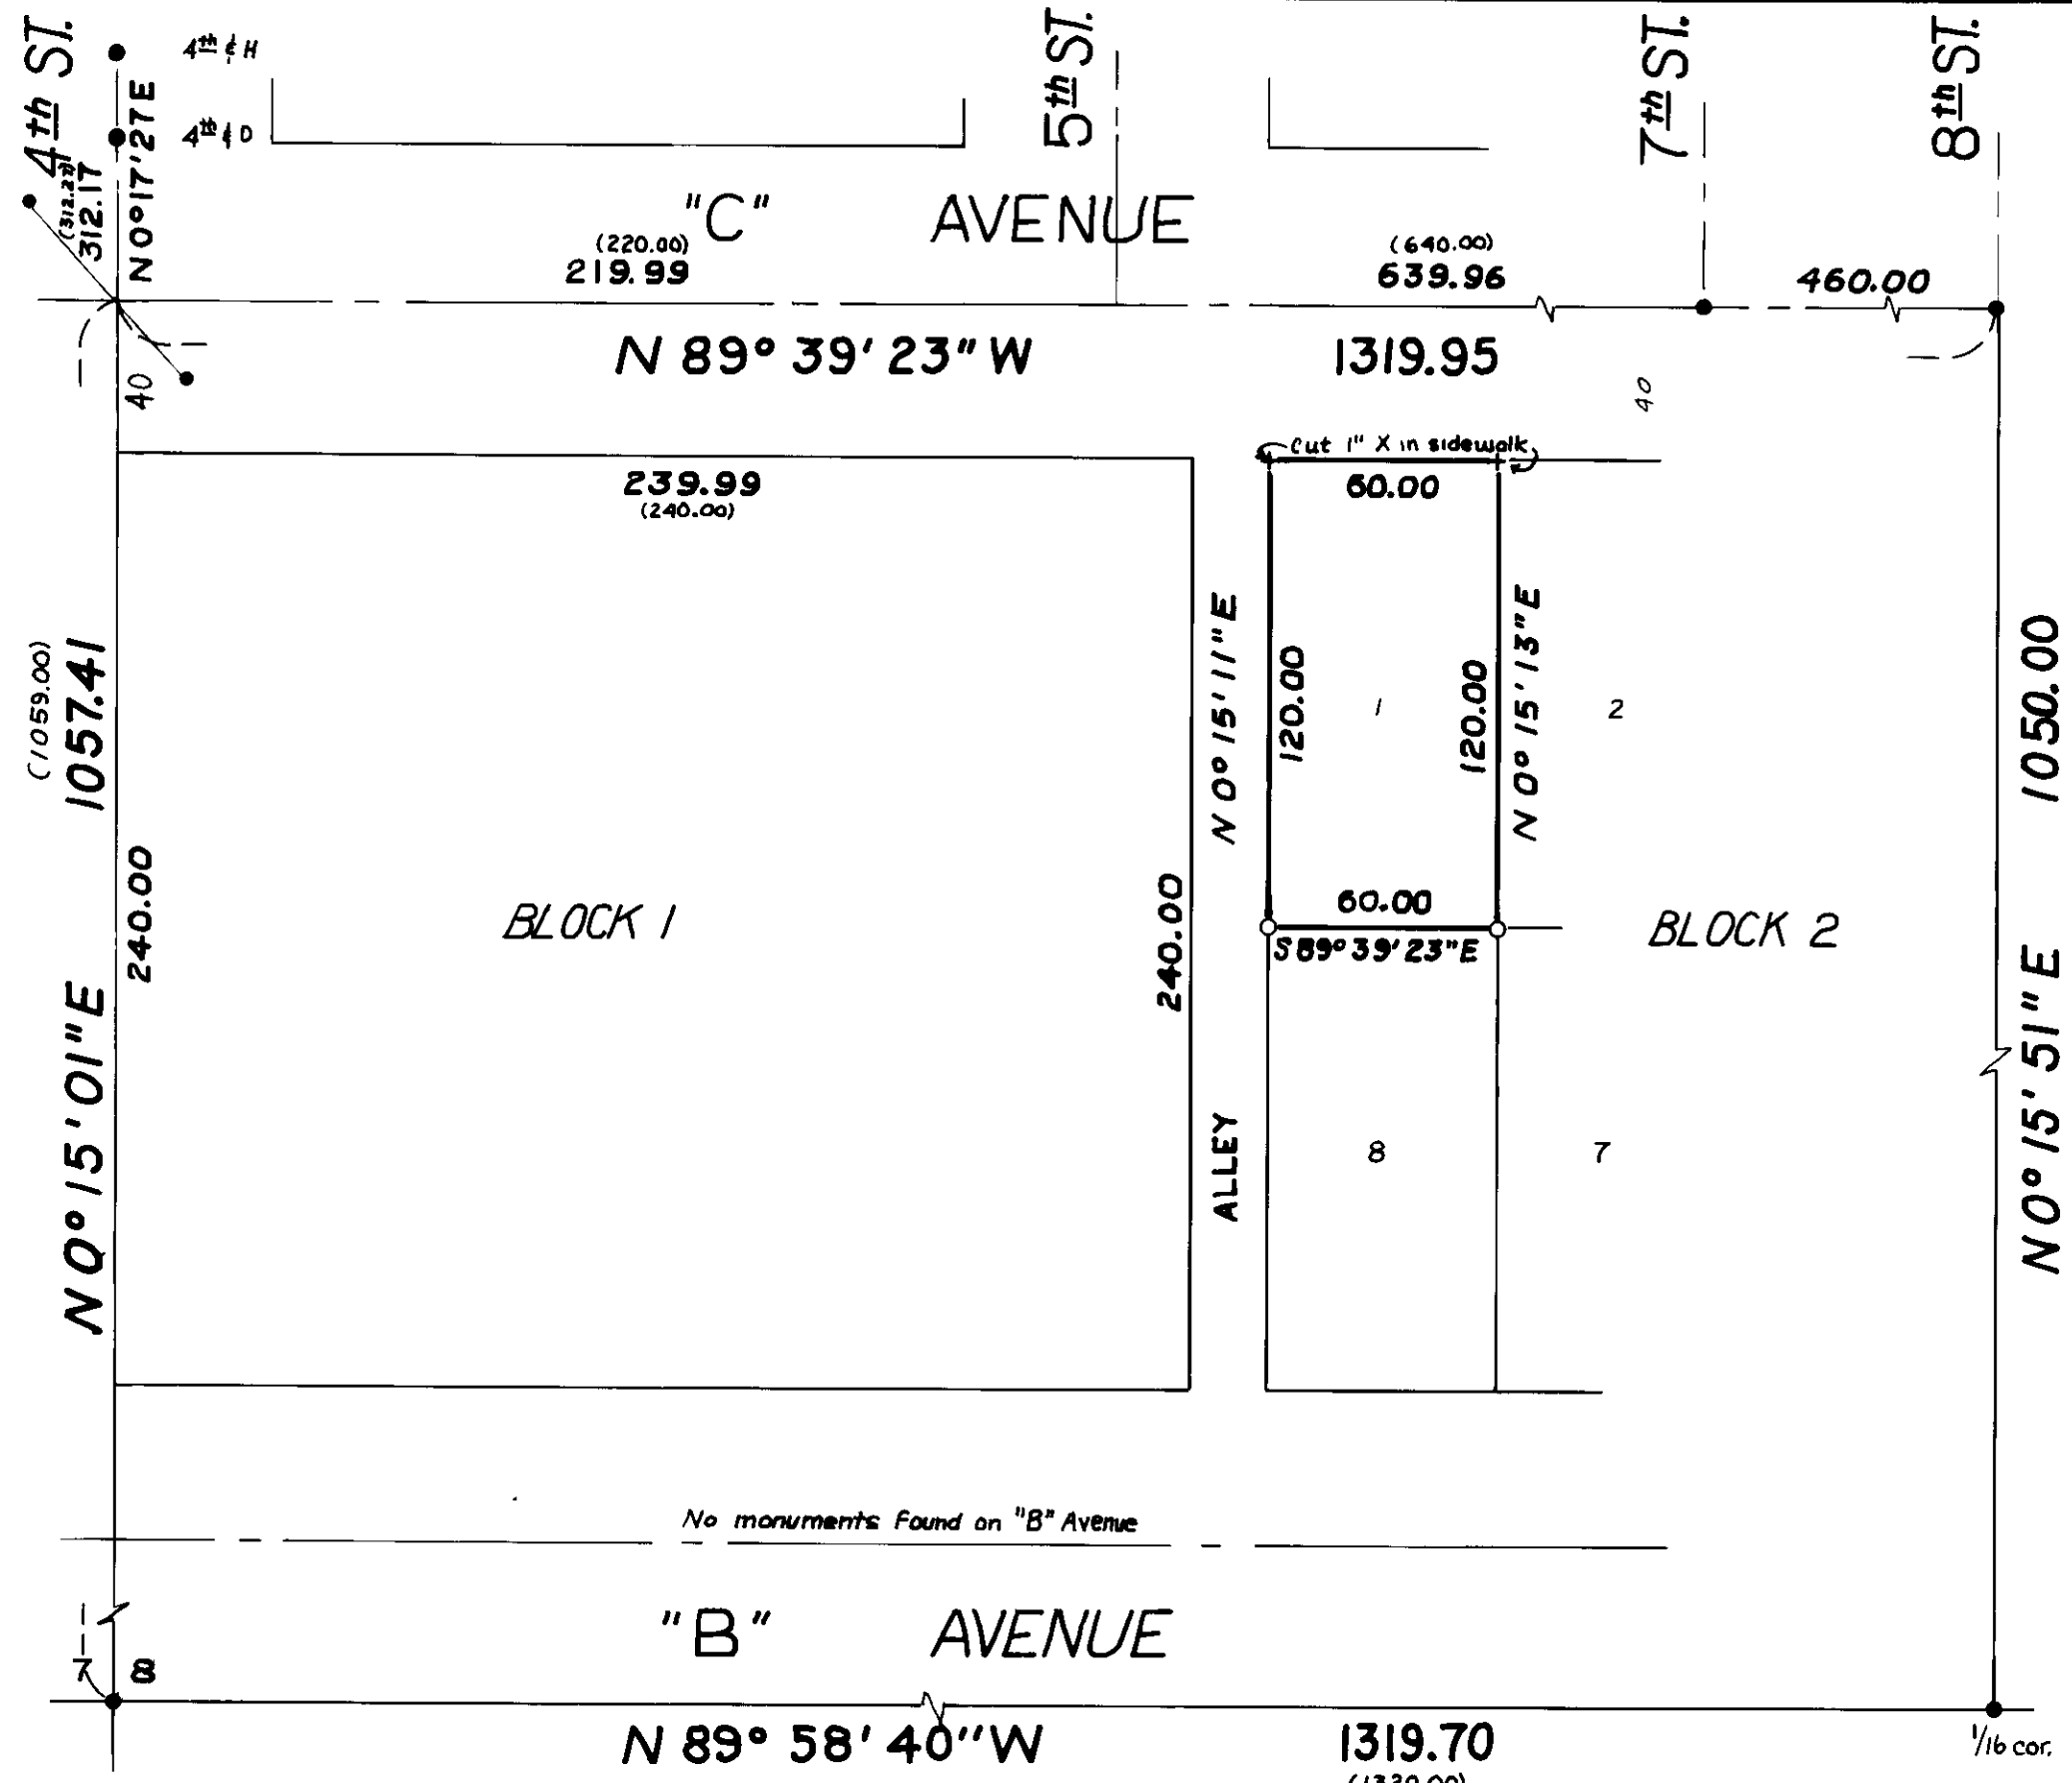 4th ST.
4th & H
4th & D
5th ST.
7th ST.
8th ST.
N 0°17'27E
(312.27)
312.17
"C" AVENUE
(220.00)
219.99
(640.00)
639.96
460.00
N 89° 39' 23" W 1319.95
40
40
Cut 1" X in sidewalk
239.99
(240.00)
60.00
(1059.00)
1057.41
N 0° 15' 01" E
240.00
BLOCK 1
240.00
N 0° 15' 11" E
ALLEY
120.00
1
120.00
N 0° 15' 13" E
2
60.00
S 89° 39' 23" E
BLOCK 2
8
7
1050.00
N 0° 15' 51" E
No monuments Found on "B" Avenue
"B" AVENUE
7
8
N 89° 58' 40" W 1319.70
1/16 cor.